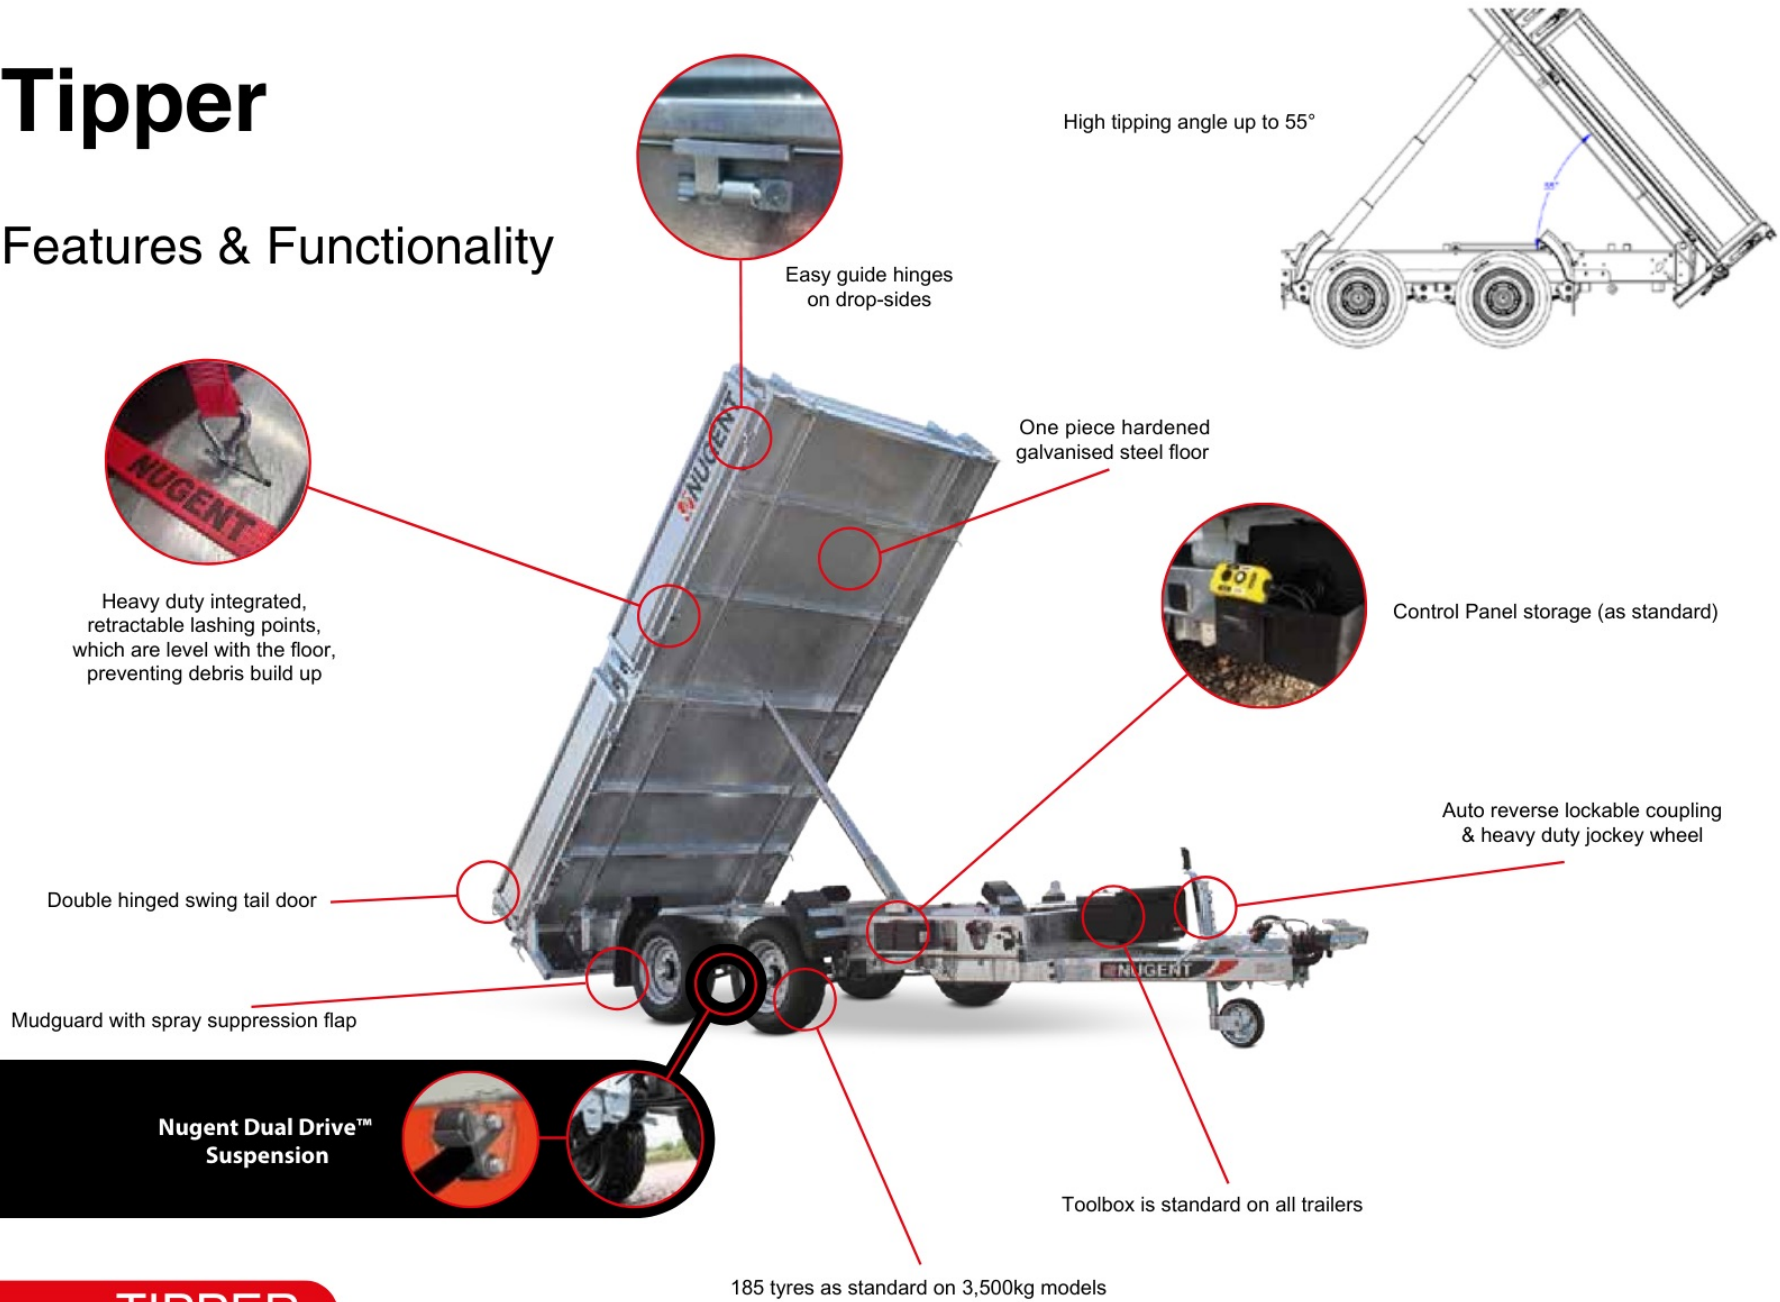 Tipper
Features & Functionality
High tipping angle up to 55°
55°
Easy guide hinges
on drop-sides
NUGENT
One piece hardened
galvanised steel floor
NUGENT
Heavy duty integrated,
retractable lashing points,
which are level with the floor,
preventing debris build up
Control Panel storage (as standard)
Auto reverse lockable coupling
& heavy duty jockey wheel
Double hinged swing tail door
NUGENT
Mudguard with spray suppression flap
Nugent Dual Drive™
Suspension
Toolbox is standard on all trailers
185 tyres as standard on 3,500kg models
TIPPER